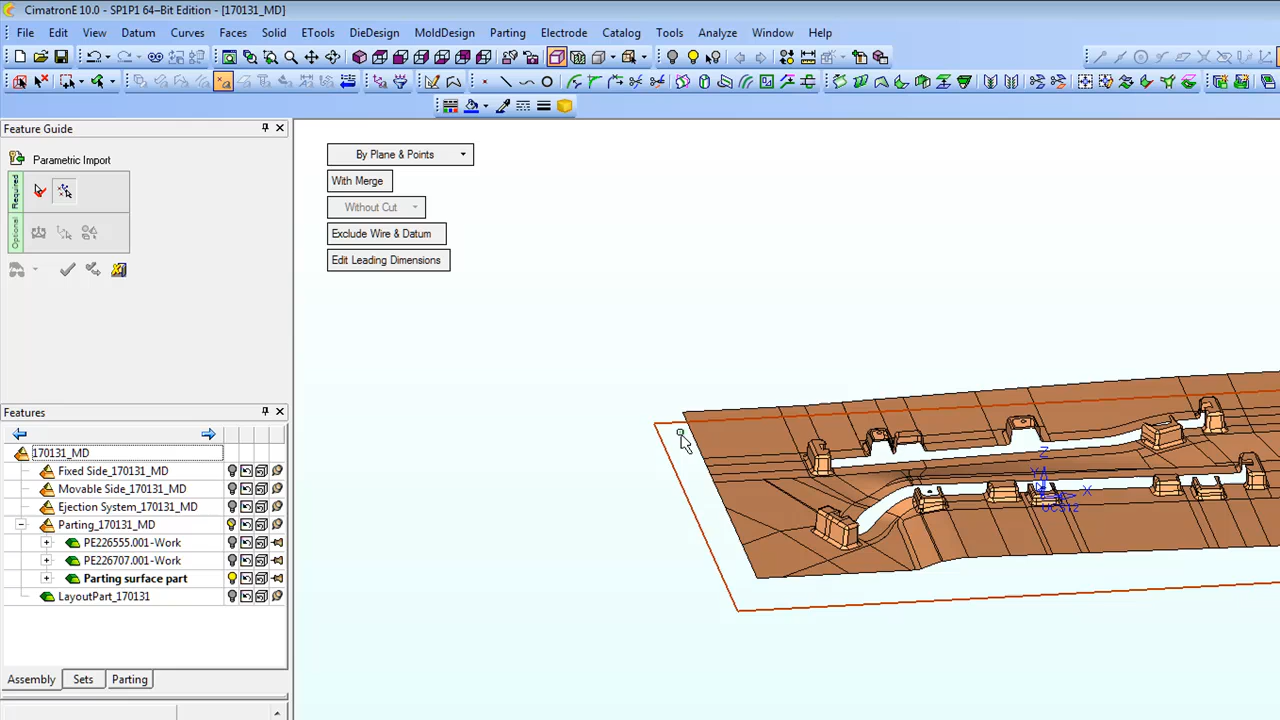 CimatronE 10.0 - SP1P1 64-Bit Edition - [170131_MD]
File Edit View Datum Curves Faces Solid ETools DieDesign MoldDesign Parting Electrode Catalog Tools Analyze Window Help
Feature Guide
Parametric Import
Required
Optional
By Plane & Points
With Merge
Without Cut
Exclude Wire & Datum
Edit Leading Dimensions
Features
170131_MD
Fixed Side_170131_MD
Movable Side_170131_MD
Ejection System_170131_MD
Parting_170131_MD
PE226555.001-Work
PE226707.001-Work
Parting surface part
LayoutPart_170131
Assembly Sets Parting
Z
Y
X